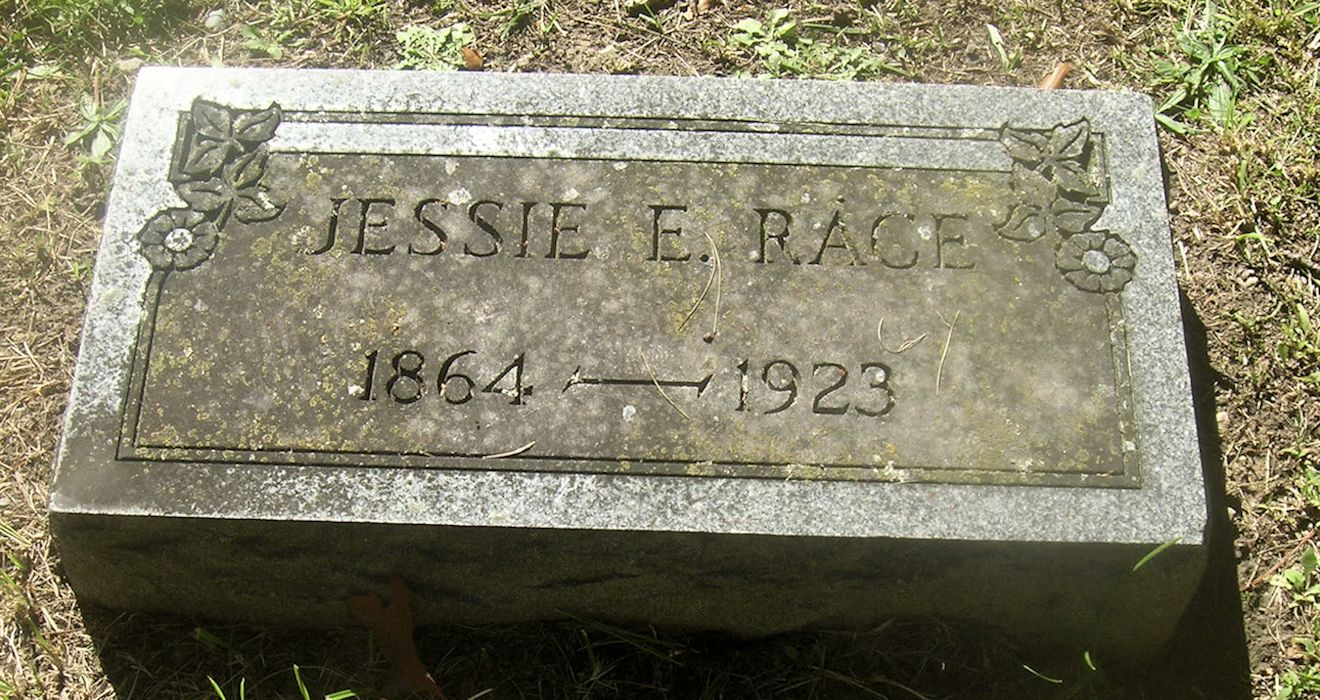 JESSIE E. RACE
1864 — 1923